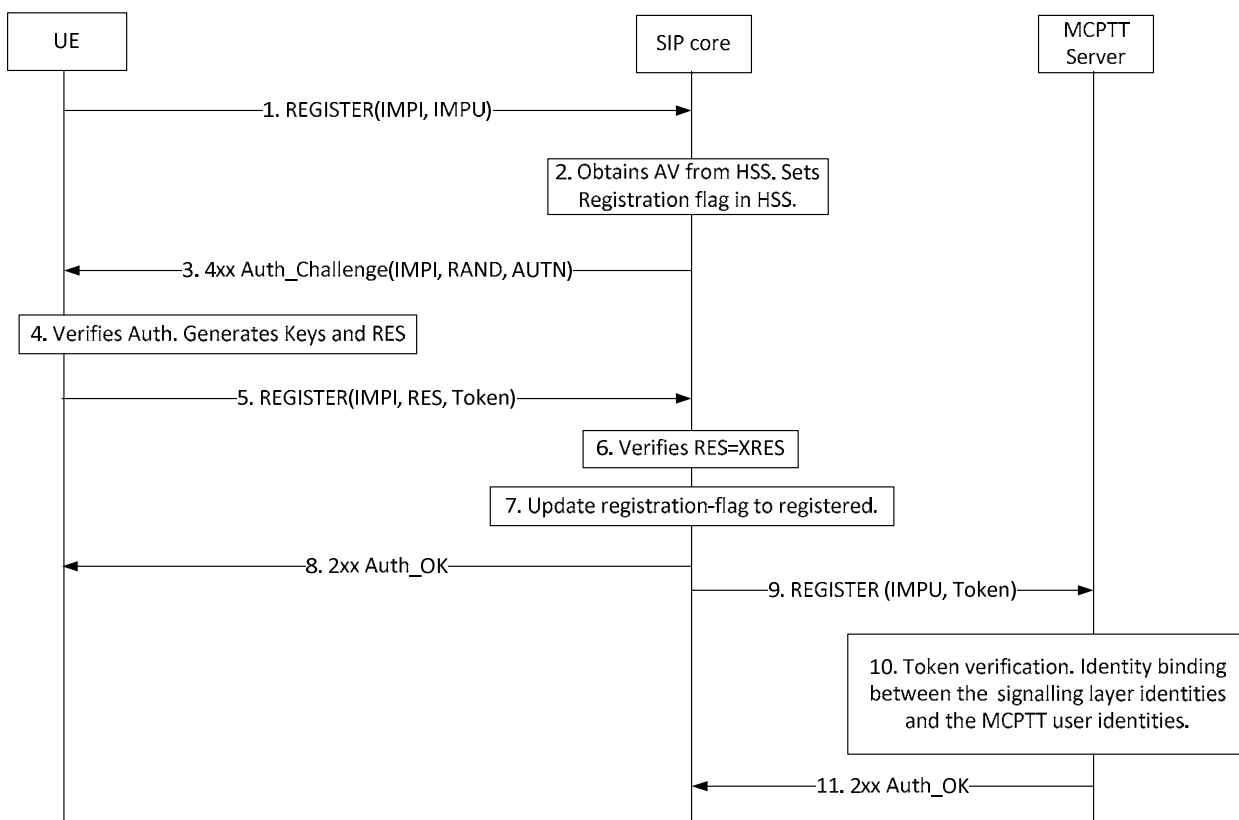 UE
SIP core
MCPTT
Server
1. REGISTER(IMPI, IMPU)
2. Obtains AV from HSS. Sets
Registration flag in HSS.
3. 4xx Auth_Challenge(IMPI, RAND, AUTN)
4. Verifies Auth. Generates Keys and RES
5. REGISTER(IMPI, RES, Token)
6. Verifies RES=XRES
7. Update registration-flag to registered.
8. 2xx Auth_OK
9. REGISTER (IMPU, Token)
10. Token verification. Identity binding
between the signalling layer identities
and the MCPTT user identities.
11. 2xx Auth_OK